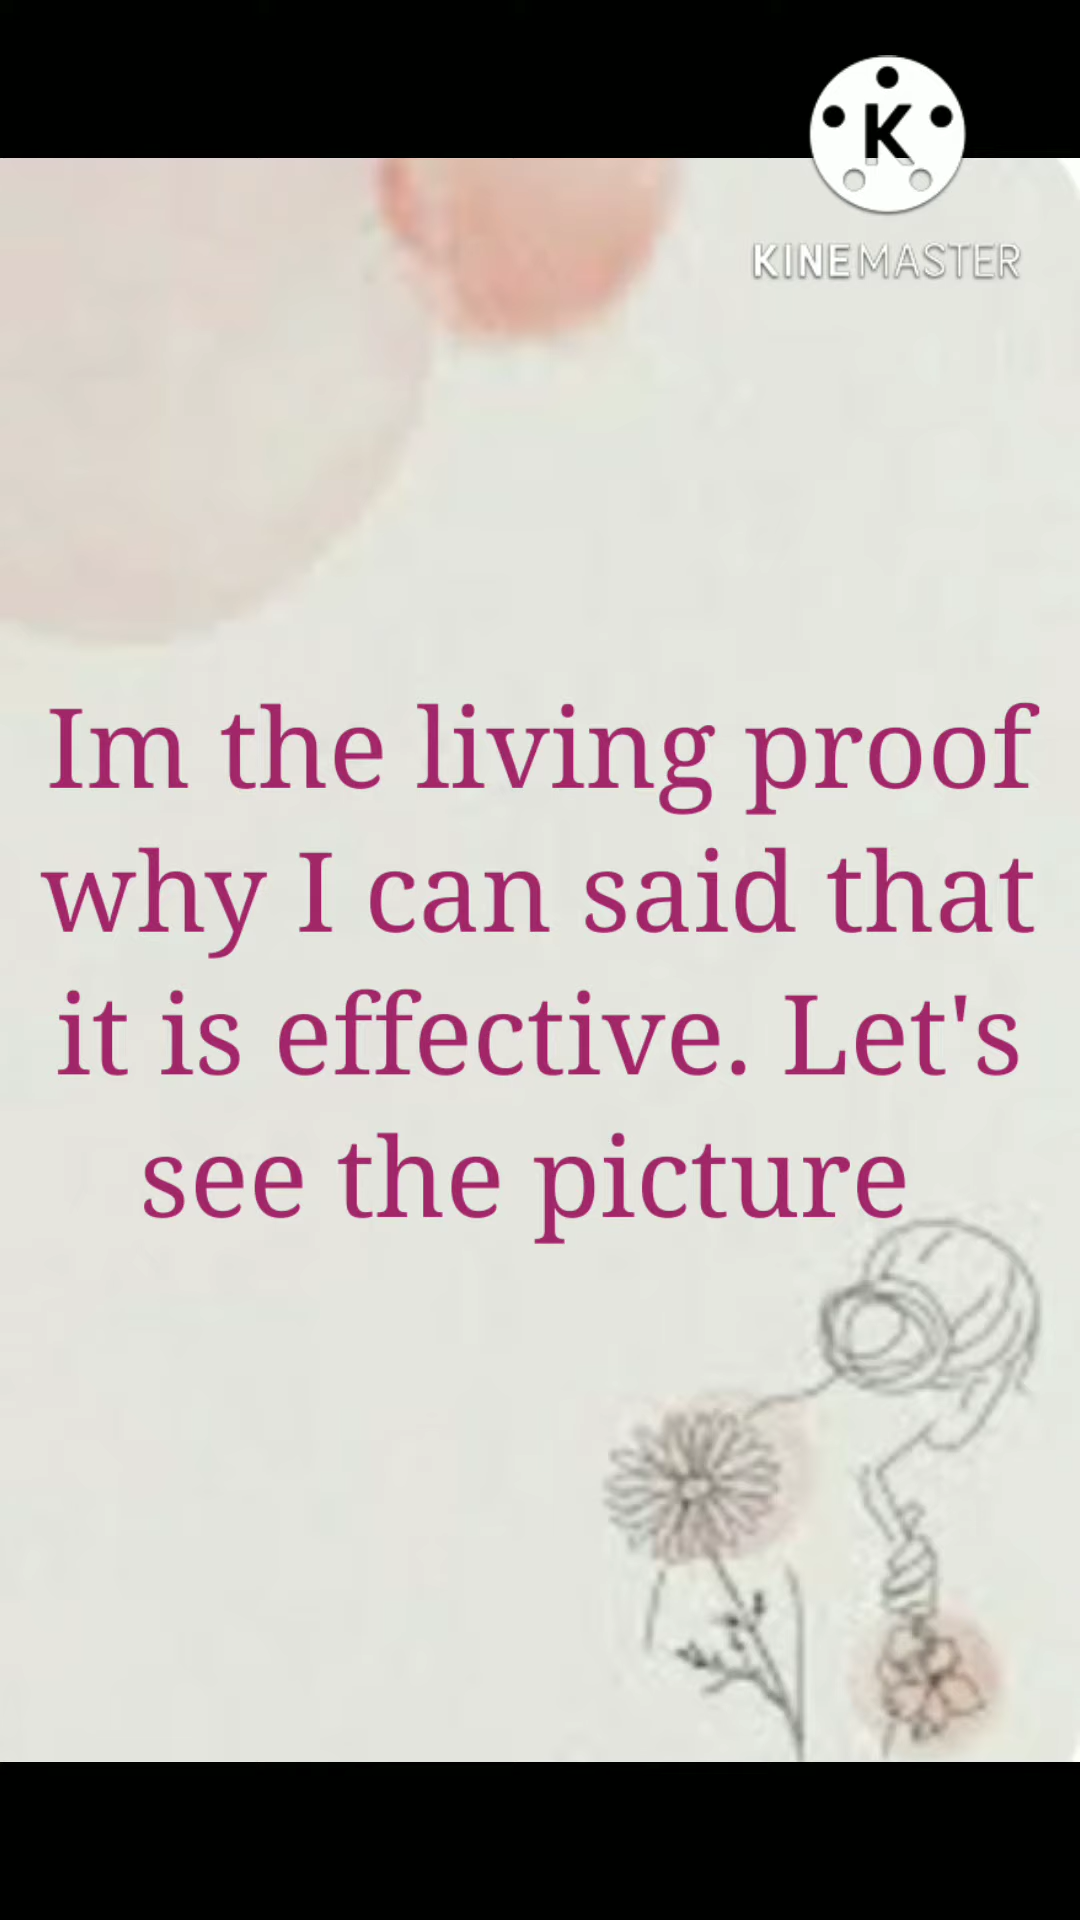 K
KINEMASTER
Im the living proof
why I can said that
it is effective. Let's
see the picture